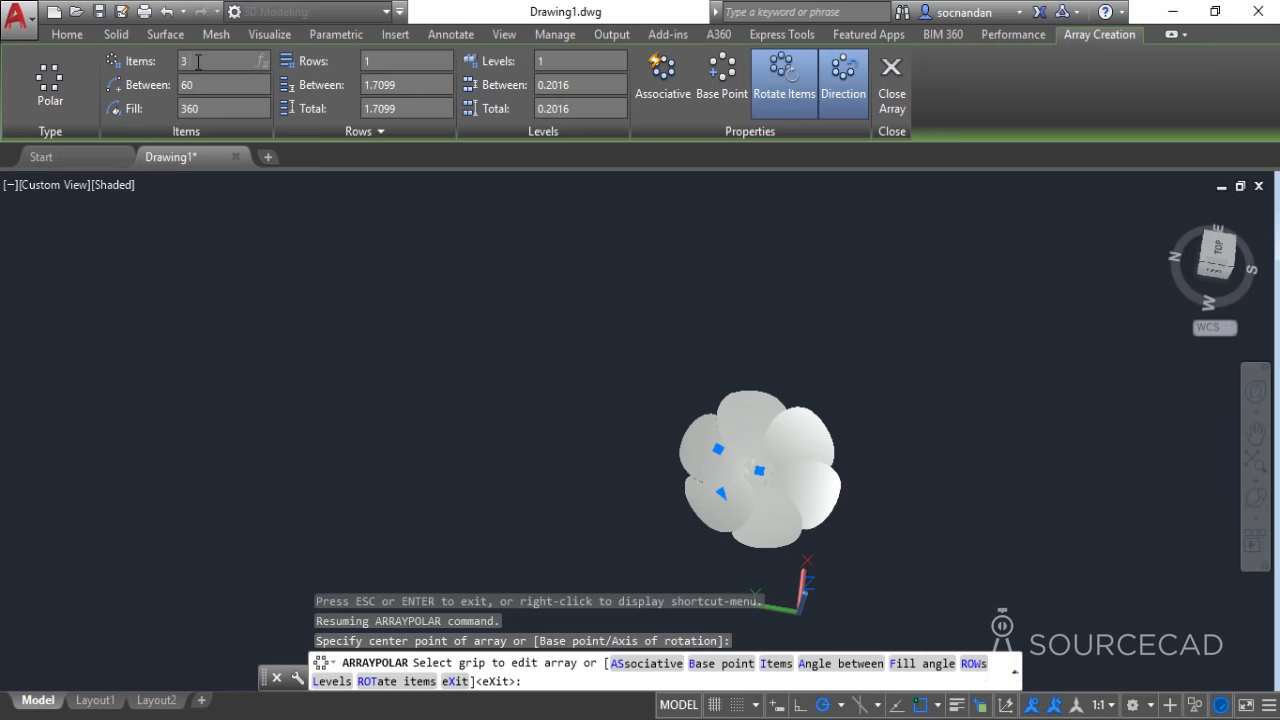 3D Modeling
Drawing1.dwg
Type a keyword or phrase
socnandan
Home Solid Surface Mesh Visualize Parametric Insert Annotate View Manage Output Add-ins A360 Express Tools Featured Apps BIM 360 Performance Array Creation
Items: 3
Between: 60
Fill: 360
Rows: 1
Between: 1.7099
Total: 1.7099
Levels: 1
Between: 0.2016
Total: 0.2016
Polar
Associative
Base Point
Rotate Items
Direction
Close
Array
Type Items Rows Levels Properties Close
Start Drawing1*
[−][Custom View][Shaded]
E
TOP
N
S
W
WCS
X
Y
Z
Press ESC or ENTER to exit, or right-click to display shortcut-menu.
Resuming ARRAYPOLAR command.
Specify center point of array or [Base point/Axis of rotation]:
ARRAYPOLAR Select grip to edit array or [ASsociative Base point Items Angle between Fill angle ROWs
Levels ROTate items eXit]<eXit>:
SOURCECAD
Model Layout1 Layout2
MODEL
1:1